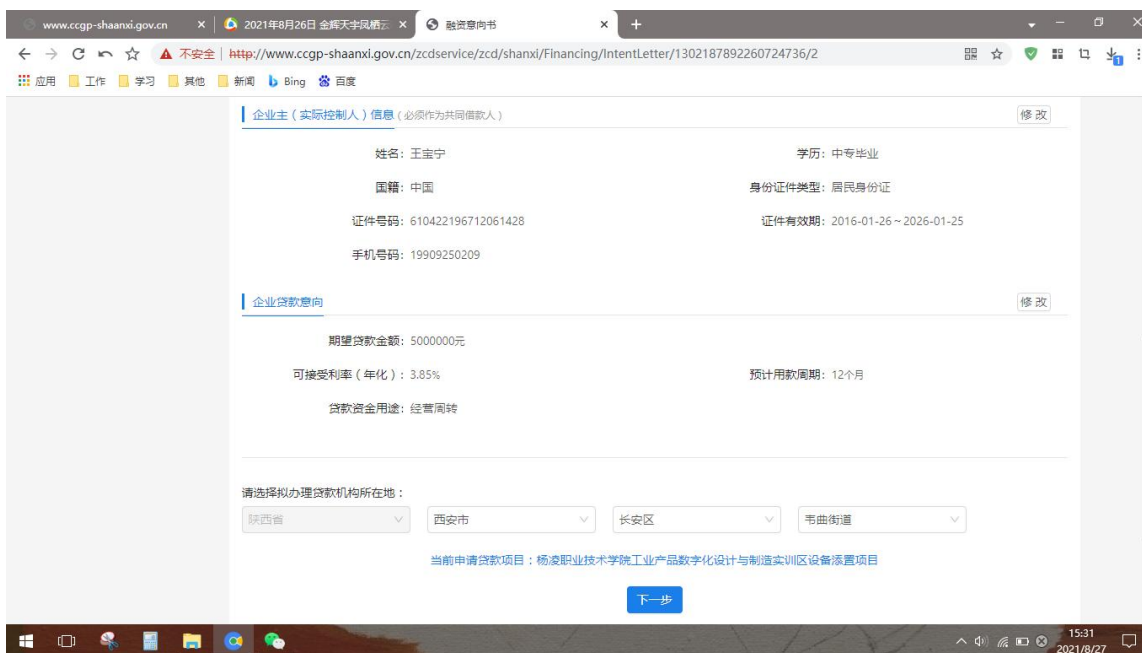 www.ccgp-shaanxi.gov.cn 2021年8月26日 金辉天宇凤栖云 融资意向书
不安全 http://www.ccgp-shaanxi.gov.cn/zcdservice/zcd/shanxi/Financing/IntentLetter/1302187892260724736/2
应用 工作 学习 其他 新闻 Bing 百度
企业主（实际控制人）信息（必须作为共同借款人） 修 改
姓名：王宝宁 学历：中专毕业
国籍：中国 身份证件类型：居民身份证
证件号码：610422196712061428 证件有效期：2016-01-26～2026-01-25
手机号码：19909250209
企业贷款意向 修 改
期望贷款金额：5000000元
可接受利率（年化）：3.85% 预计用款周期：12个月
贷款资金用途：经营周转
请选择拟办理贷款机构所在地：
陕西省 西安市 长安区 韦曲街道
当前申请贷款项目：杨凌职业技术学院工业产品数字化设计与制造实训区设备添置项目
下一步
15:31
2021/8/27